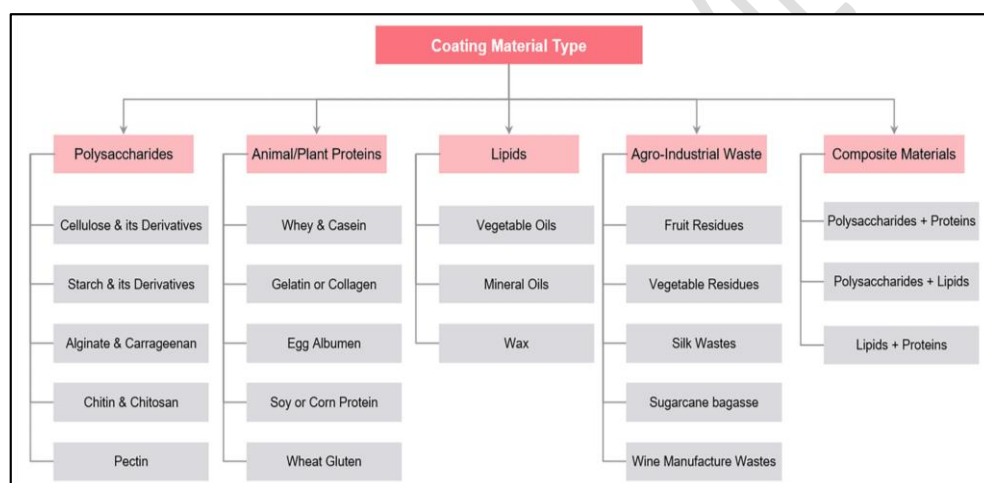 Coating Material Type
Polysaccharides
Cellulose & its Derivatives
Starch & its Derivatives
Alginate & Carrageenan
Chitin & Chitosan
Pectin
Animal/Plant Proteins
Whey & Casein
Gelatin or Collagen
Egg Albumen
Soy or Corn Protein
Wheat Gluten
Lipids
Vegetable Oils
Mineral Oils
Wax
Agro-Industrial Waste
Fruit Residues
Vegetable Residues
Silk Wastes
Sugarcane bagasse
Wine Manufacture Wastes
Composite Materials
Polysaccharides + Proteins
Polysaccharides + Lipids
Lipids + Proteins